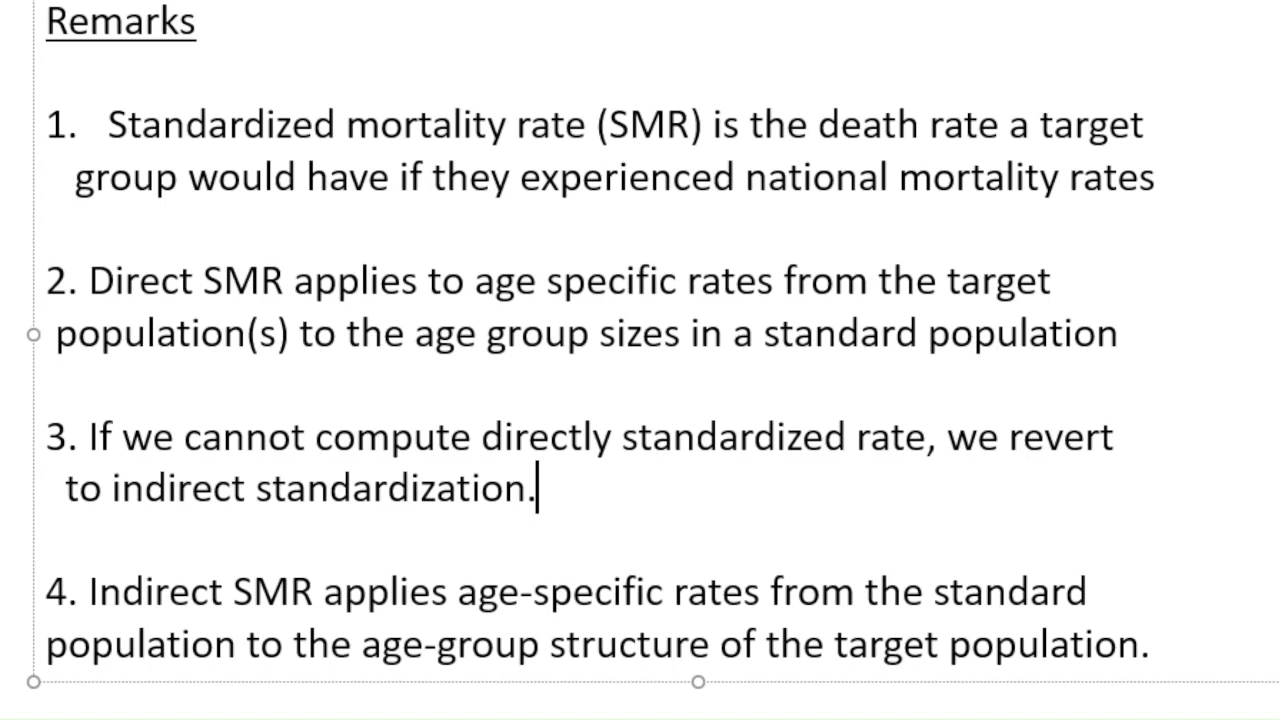 Remarks
1. Standardized mortality rate (SMR) is the death rate a target
group would have if they experienced national mortality rates
2. Direct SMR applies to age specific rates from the target
population(s) to the age group sizes in a standard population
3. If we cannot compute directly standardized rate, we revert
to indirect standardization.
4. Indirect SMR applies age-specific rates from the standard
population to the age-group structure of the target population.